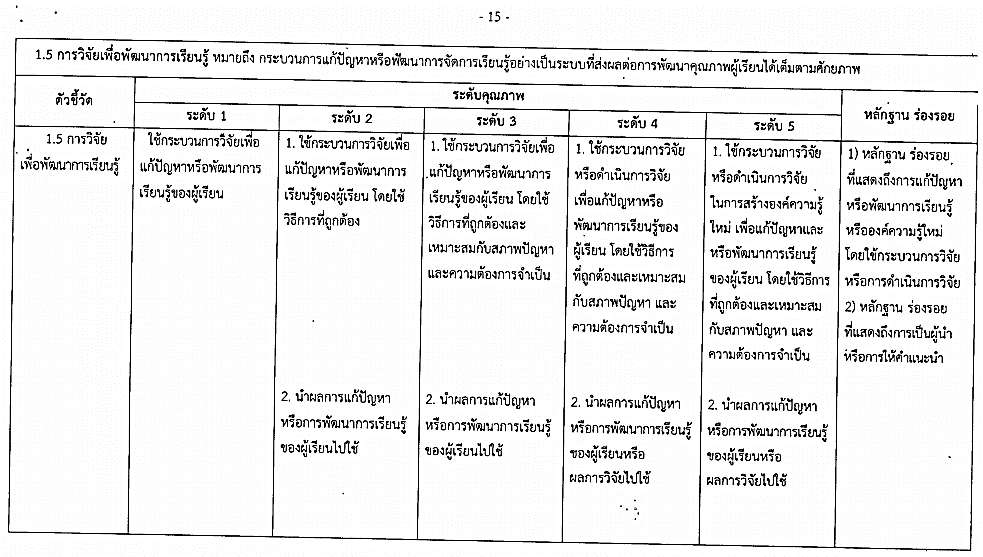 - 15 -
1.5 การวิจัยเพื่อพัฒนาการเรียนรู้ หมายถึง กระบวนการแก้ปัญหาหรือพัฒนาการจัดการเรียนรู้อย่างเป็นระบบที่ส่งผลต่อการพัฒนาคุณภาพผู้เรียนได้เต็มตามศักยภาพ
ตัวชี้วัด
ระดับคุณภาพ
หลักฐาน ร่องรอย
ระดับ 1
ระดับ 2
ระดับ 3
ระดับ 4
ระดับ 5
1.5 การวิจัย
เพื่อพัฒนาการเรียนรู้
ใช้กระบวนการวิจัยเพื่อ
แก้ปัญหาหรือพัฒนาการ
เรียนรู้ของผู้เรียน
1. ใช้กระบวนการวิจัยเพื่อ
แก้ปัญหาหรือพัฒนาการ
เรียนรู้ของผู้เรียน โดยใช้
วิธีการที่ถูกต้อง
2. นำผลการแก้ปัญหา
หรือการพัฒนาการเรียนรู้
ของผู้เรียนไปใช้
1. ใช้กระบวนการวิจัยเพื่อ
แก้ปัญหาหรือพัฒนาการ
เรียนรู้ของผู้เรียน โดยใช้
วิธีการที่ถูกต้องและ
เหมาะสมกับสภาพปัญหา
และความต้องการจำเป็น
2. นำผลการแก้ปัญหา
หรือการพัฒนาการเรียนรู้
ของผู้เรียนไปใช้
1. ใช้กระบวนการวิจัย
หรือดำเนินการวิจัย
เพื่อแก้ปัญหาหรือ
พัฒนาการเรียนรู้ของ
ผู้เรียน โดยใช้วิธีการ
ที่ถูกต้องและเหมาะสม
กับสภาพปัญหา และ
ความต้องการจำเป็น
2. นำผลการแก้ปัญหา
หรือการพัฒนาการเรียนรู้
ของผู้เรียนหรือ
ผลการวิจัยไปใช้
1. ใช้กระบวนการวิจัย
หรือดำเนินการวิจัย
ในการสร้างองค์ความรู้
ใหม่ เพื่อแก้ปัญหาและ
หรือพัฒนาการเรียนรู้
ของผู้เรียน โดยใช้วิธีการ
ที่ถูกต้องและเหมาะสม
กับสภาพปัญหา และ
ความต้องการจำเป็น
2. นำผลการแก้ปัญหา
หรือการพัฒนาการเรียนรู้
ของผู้เรียนหรือ
ผลการวิจัยไปใช้
1) หลักฐาน ร่องรอย
ที่แสดงถึงการแก้ปัญหา
หรือพัฒนาการเรียนรู้
หรือองค์ความรู้ใหม่
โดยใช้กระบวนการวิจัย
หรือการดำเนินการวิจัย
2) หลักฐาน ร่องรอย
ที่แสดงถึงการเป็นผู้นำ
หรือการให้คำแนะนำ